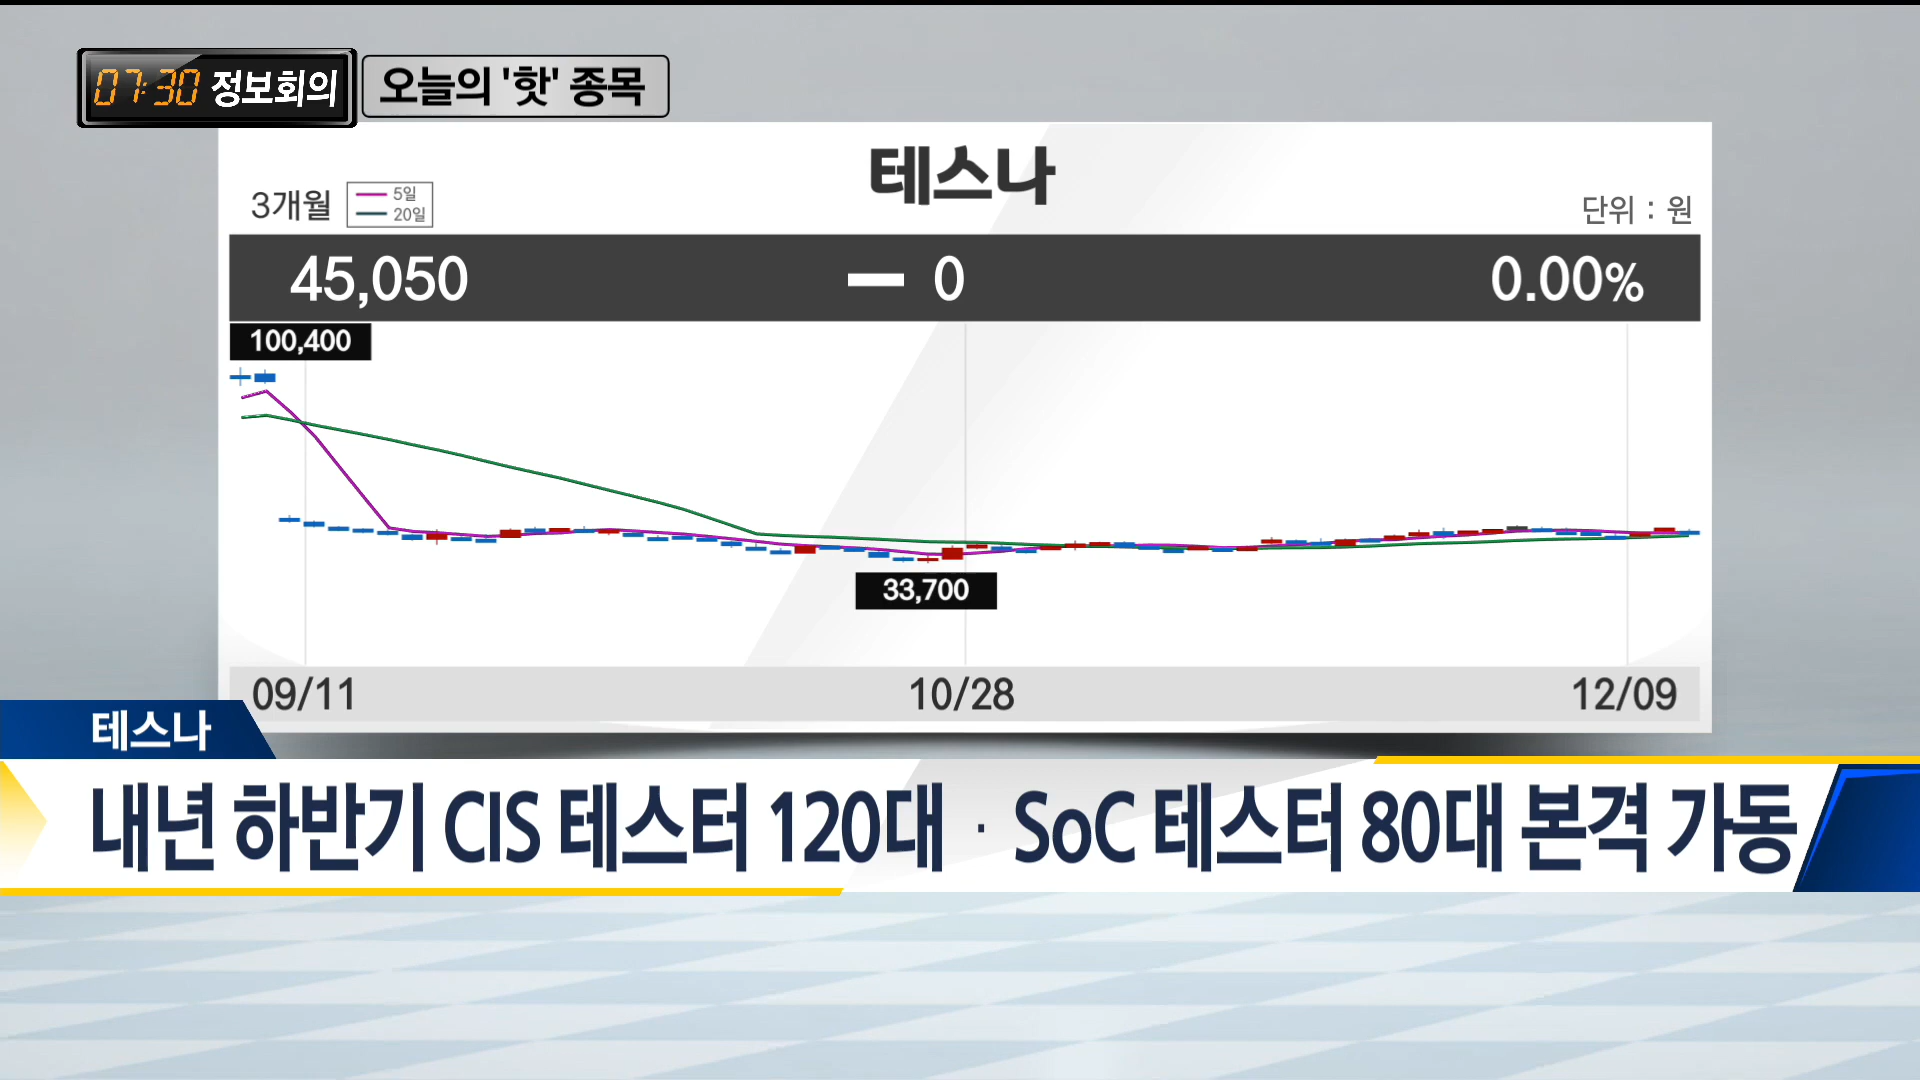 07:30 정보회의
오늘의 '핫' 종목
테스나
3개월
5일
20일
단위 : 원
45,050 0 0.00%
100,400
33,700
09/11 10/28 12/09
테스나
내년 하반기 CIS 테스터 120대 · SoC 테스터 80대 본격 가동